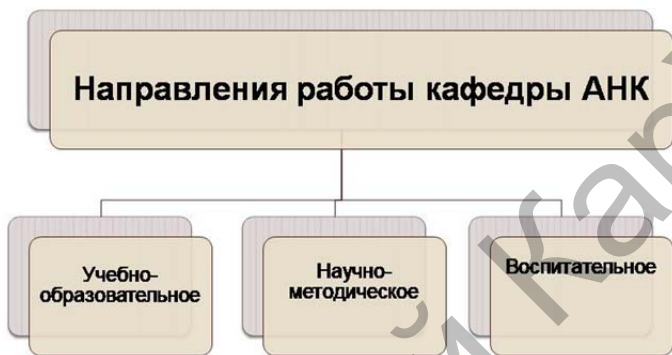 Направления работы кафедры АНК
Учебно-
образовательное
Научно-
методическое
Воспитательное